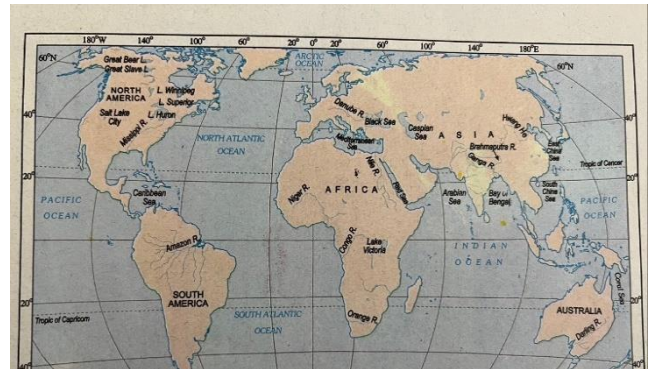 180°W 140° 100° 60° 20° 0° 20° 60° 100° 140° 180°E
ARCTIC
OCEAN
60°N
60°N
Great Bear L.
Great Slave L.
NORTH
AMERICA
L. Winnipeg
L. Superior
L. Huron
Salt Lake
City
Mississipi R.
40°
40°
NORTH ATLANTIC
OCEAN
Danube R.
Black Sea
Caspian
Sea
Mediterranean
Sea
A S I A
Hwang Ho
Brahmaputra R.
Ganga R.
East
China
Sea
Tropic of Cancer
20°
20°
PACIFIC
OCEAN
Caribbean
Sea
Niger R.
AFRICA
Nile R.
Red Sea
Arabian
Sea
Bay of
Bengal
South
China
Sea
PACIFIC
OCEAN
Amazon R.
Congo R.
Lake
Victoria
INDIAN
OCEAN
SOUTH
AMERICA
Coral Sea
20°
20°
Tropic of Capricorn
SOUTH ATLANTIC
OCEAN
Orange R.
AUSTRALIA
Darling R.
40°
40°